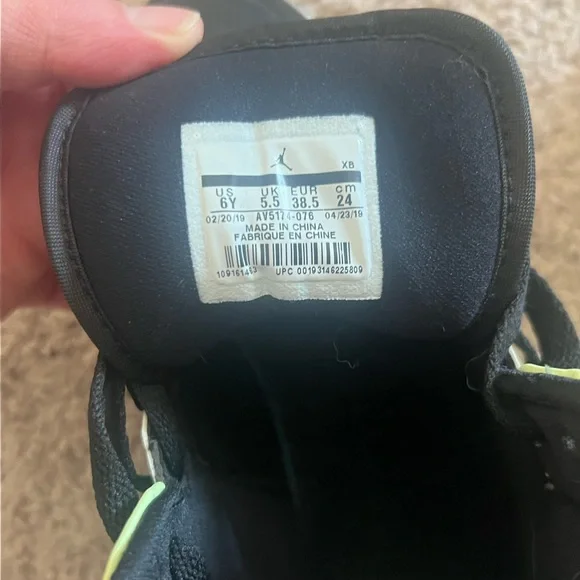 XB
US UK EUR cm
6Y 5.5 38.5 24
02/20/19 AV5174-076 04/23/19
MADE IN CHINA
FABRIQUE EN CHINE
UPC 00193146225809